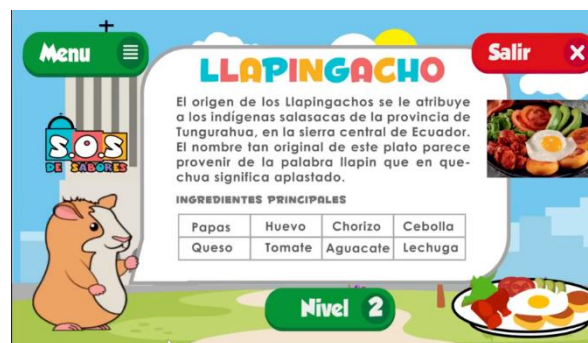 Menu
Salir
LLAPINGACHO
El origen de los Llapingachos se le atribuye
a los indígenas salasacas de la provincia de
Tungurahua, en la sierra central de Ecuador.
El nombre tan original de este plato parece
provenir de la palabra llapin que en que-
chua significa aplastado.
S.O.S
DE SABORES
INGREDIENTES PRINCIPALES
Papas Huevo Chorizo Cebolla
Queso Tomate Aguacate Lechuga
Nivel 2